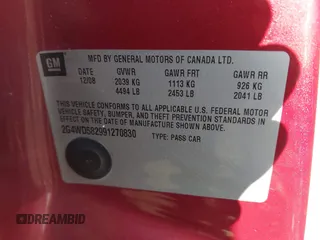 GM
MFD BY GENERAL MOTORS OF CANADA LTD.
DATE GVWR GAWR FRT GAWR RR
12/08 2039 KG 1113 KG 926 KG
4494 LB 2453 LB 2041 LB
THIS VEHICLE CONFORMS TO ALL APPLICABLE U.S. FEDERAL MOTOR
VEHICLE SAFETY, BUMPER, AND THEFT PREVENTION STANDARDS IN
EFFECT ON THE DATE OF MANUFACTURE SHOWN ABOVE.
2G4WD582991270830 TYPE: PASS CAR
DREAMBID